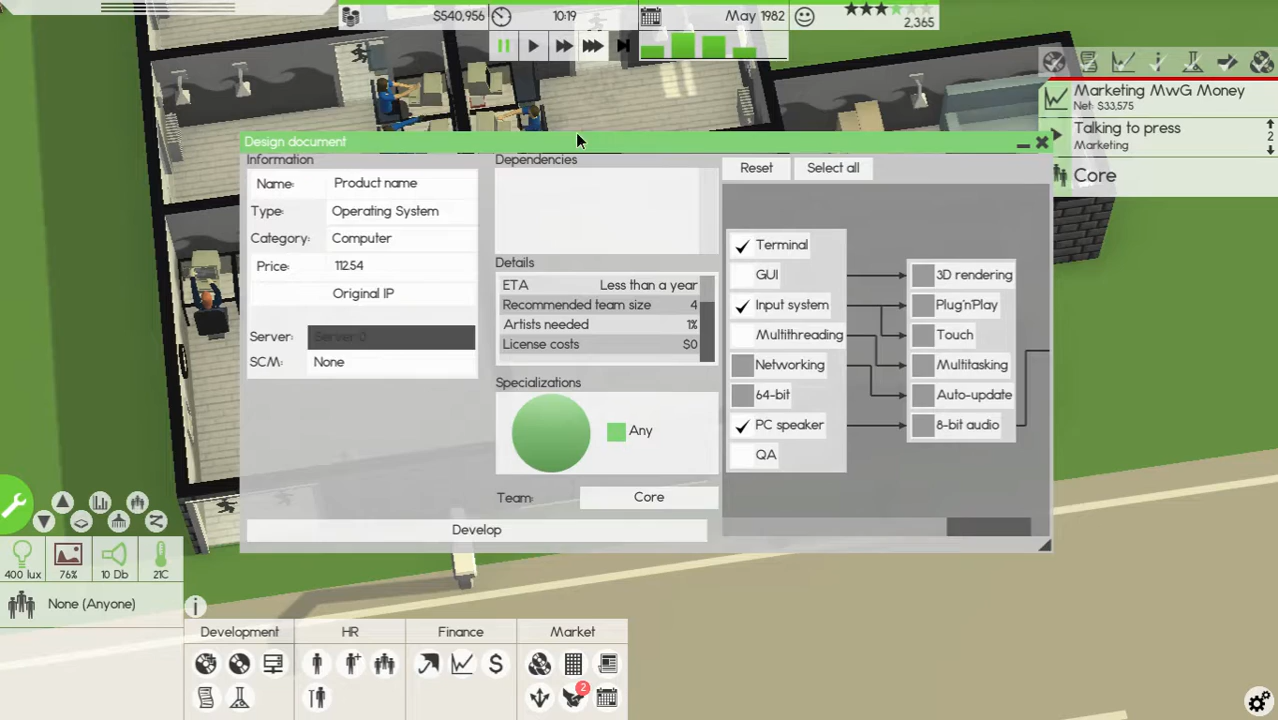 $540,956
10:19
May 1982
2,365
Marketing MwG Money
Net: $33,575
Talking to press
Marketing
2
Core
Design document
Information
Name: Product name
Type: Operating System
Category: Computer
Price: 112.54
Original IP
Server: Server 0
SCM: None
Dependencies
Details
ETA Less than a year
Recommended team size 4
Artists needed 1%
License costs $0
Specializations
Any
Team: Core
Develop
Reset
Select all
Terminal
GUI
Input system
Multithreading
Networking
64-bit
PC speaker
QA
3D rendering
Plug'n'Play
Touch
Multitasking
Auto-update
8-bit audio
400 lux
76%
10 Db
21C
None (Anyone)
i
Development
HR
Finance
Market
$
2